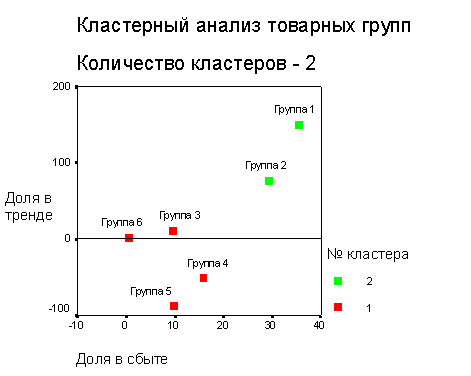 Кластерный анализ товарных групп
Количество кластеров - 2
200
100
0
-100
Доля в
тренде
Группа 1
Группа 2
Группа 6
Группа 3
Группа 4
Группа 5
№ кластера
2
1
-10
0
10
20
30
40
Доля в сбыте